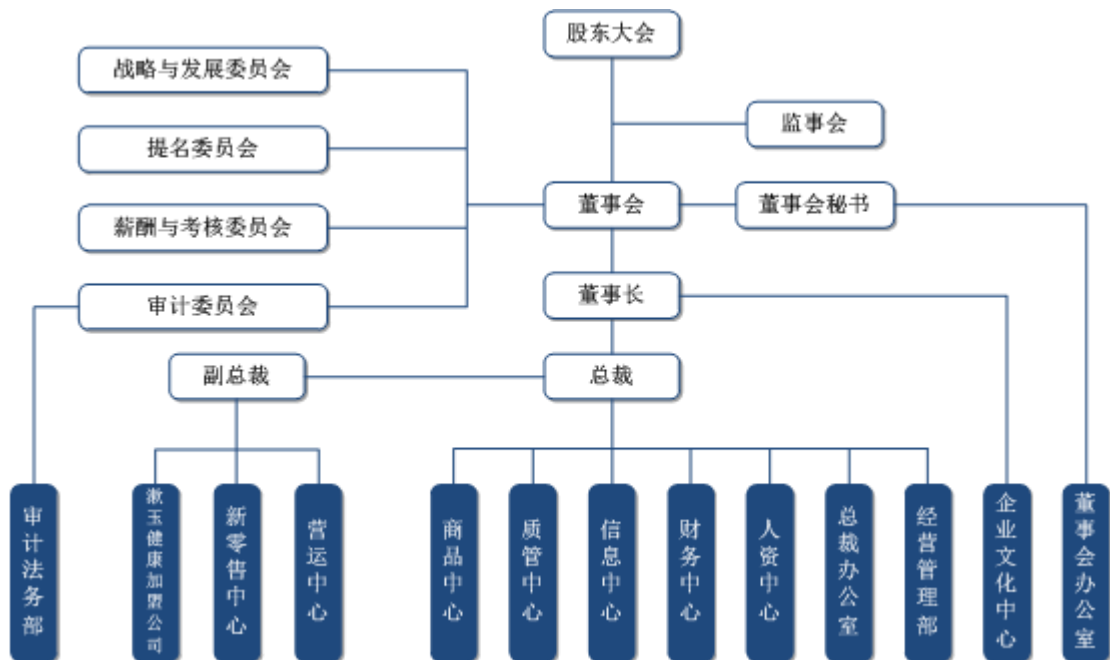 股东大会
战略与发展委员会
监事会
提名委员会
董事会
董事会秘书
薪酬与考核委员会
董事长
审计委员会
副总裁
总裁
审计法务部
漱玉健康加盟公司
新零售中心
营运中心
商品中心
质管中心
信息中心
财务中心
人资中心
总裁办公室
经营管理部
企业文化中心
董事会办公室